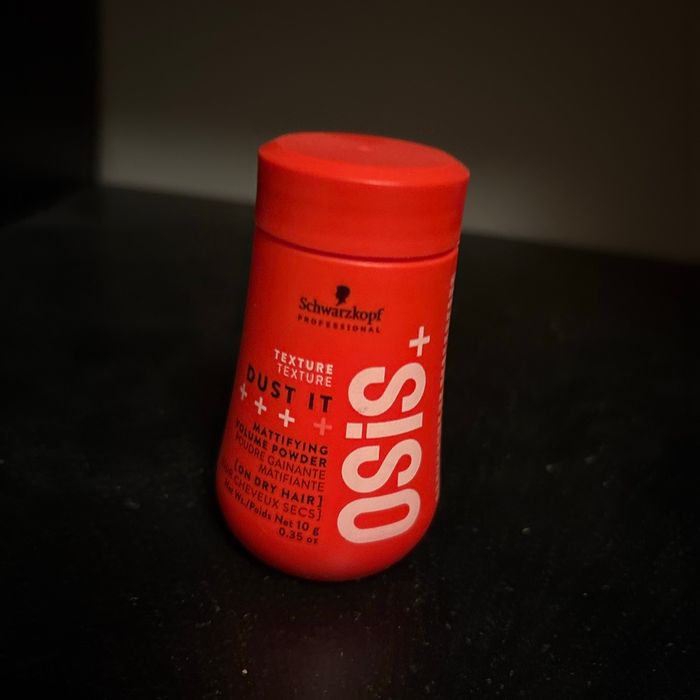 Schwarzkopf
PROFESSIONAL
TEXTURE
TEXTURE
DUST IT
+ + + +
MATTIFYING
VOLUME POWDER
POUDRE GAINANTE
MATIFIANTE
[ON DRY HAIR]
CHEVEUX SECS]
Net Wt./Poids Net 10 g
0.35 oz.
OSiS+